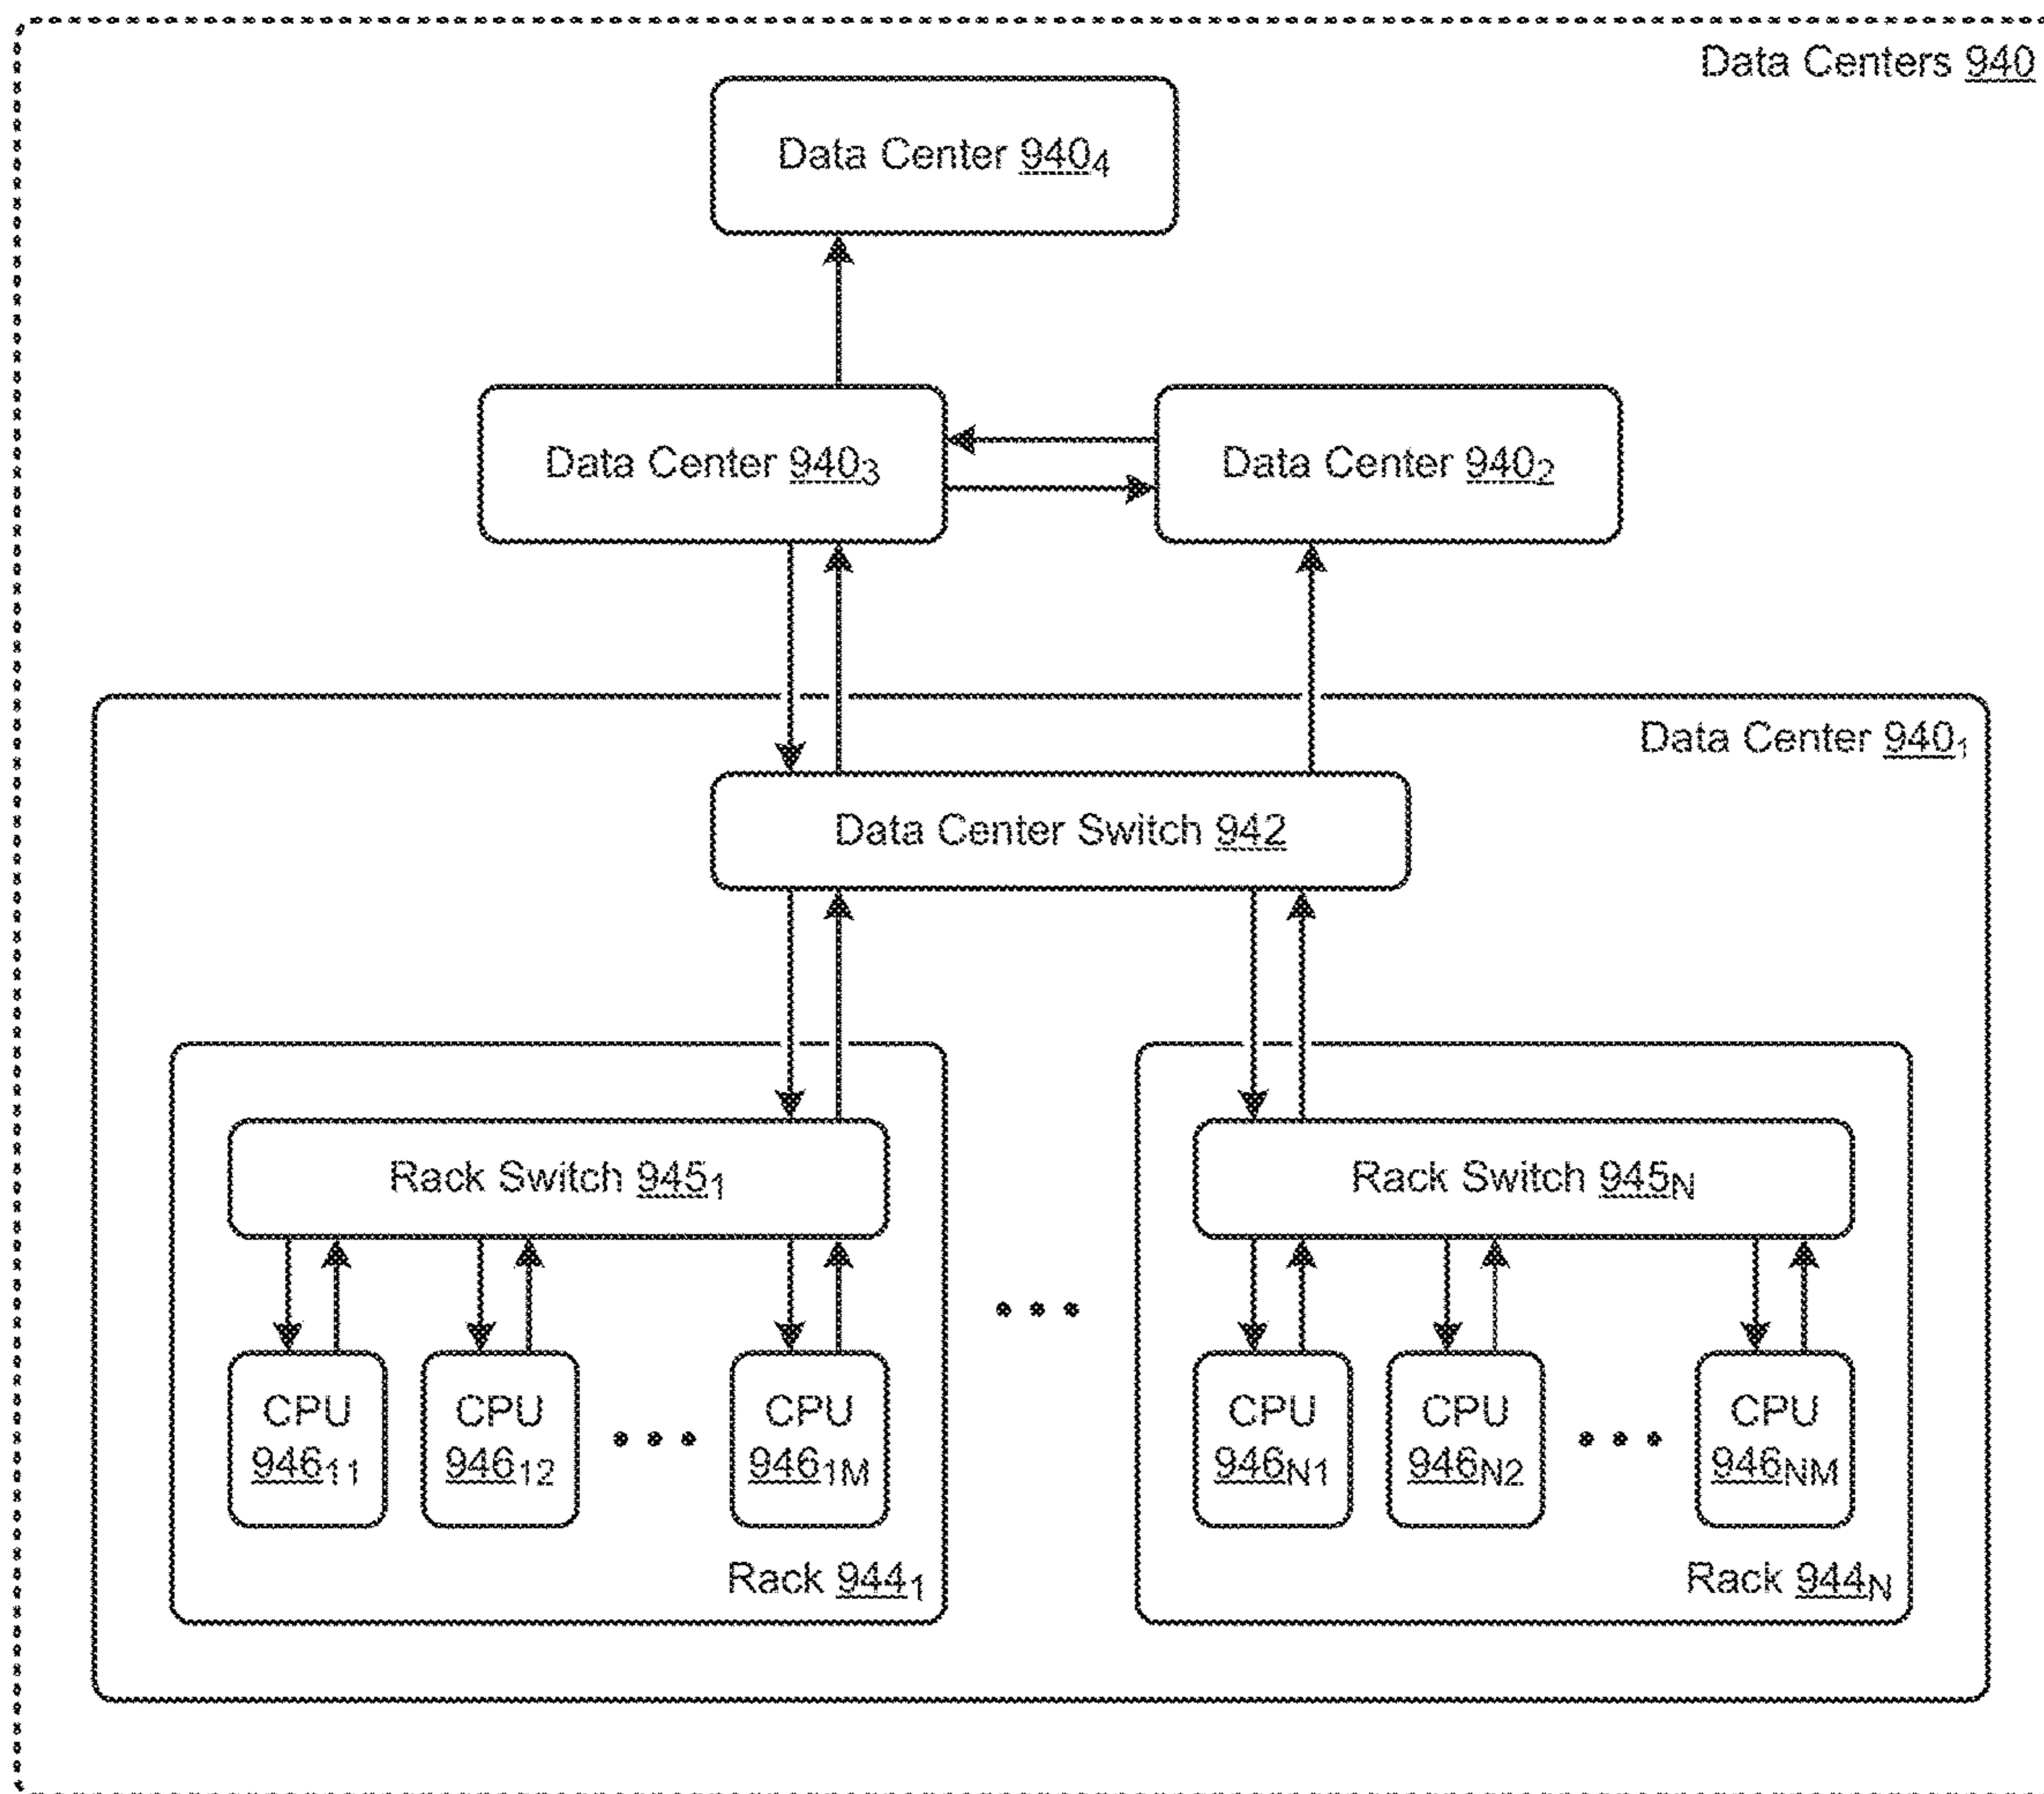 Data Centers 940
Data Center 940₄
Data Center 940₃
Data Center 940₂
Data Center 940₁
Data Center Switch 942
Rack Switch 945₁
Rack Switch 945N
CPU
946₁₁
CPU
946₁₂
CPU
946₁M
CPU
946N₁
CPU
946N₂
CPU
946NM
Rack 944₁
Rack 944N